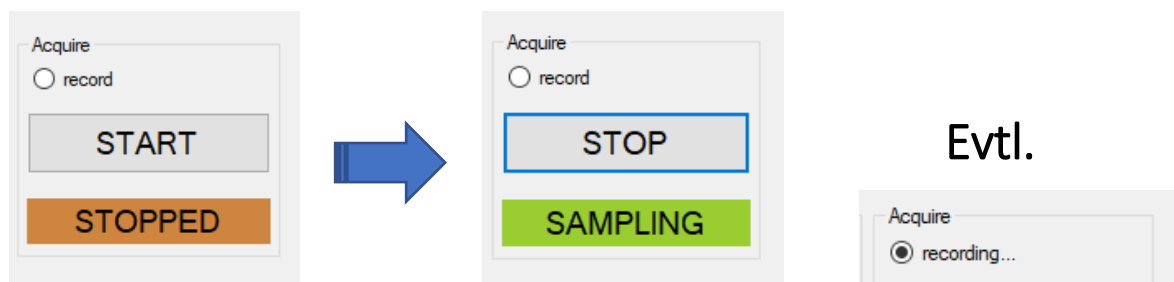 Acquire
record
START
STOPPED
Acquire
record
STOP
SAMPLING
Evtl.
Acquire
recording...